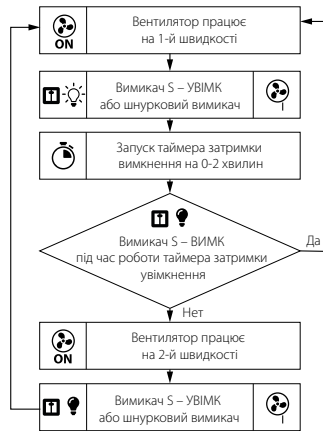 ON
Вентилятор працює
на 1-й швидкості
Вимикач S – УВІМК
або шнурковий вимикач
Запуск таймера затримки
вимкнення на 0-2 хвилин
Вимикач S – ВИМК
під час роботи таймера затримки
увімкнення
Да
Нет
ON
Вентилятор працює
на 2-й швидкості
Вимикач S – УВІМК
або шнурковий вимикач